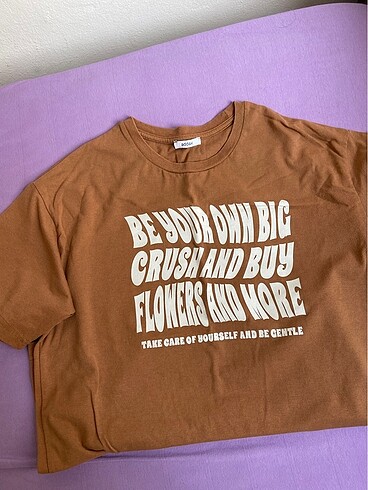 BE YOUR OWN BIG
CRUSH AND BUY
FLOWERS AND MORE
TAKE CARE OF YOURSELF AND BE GENTLE